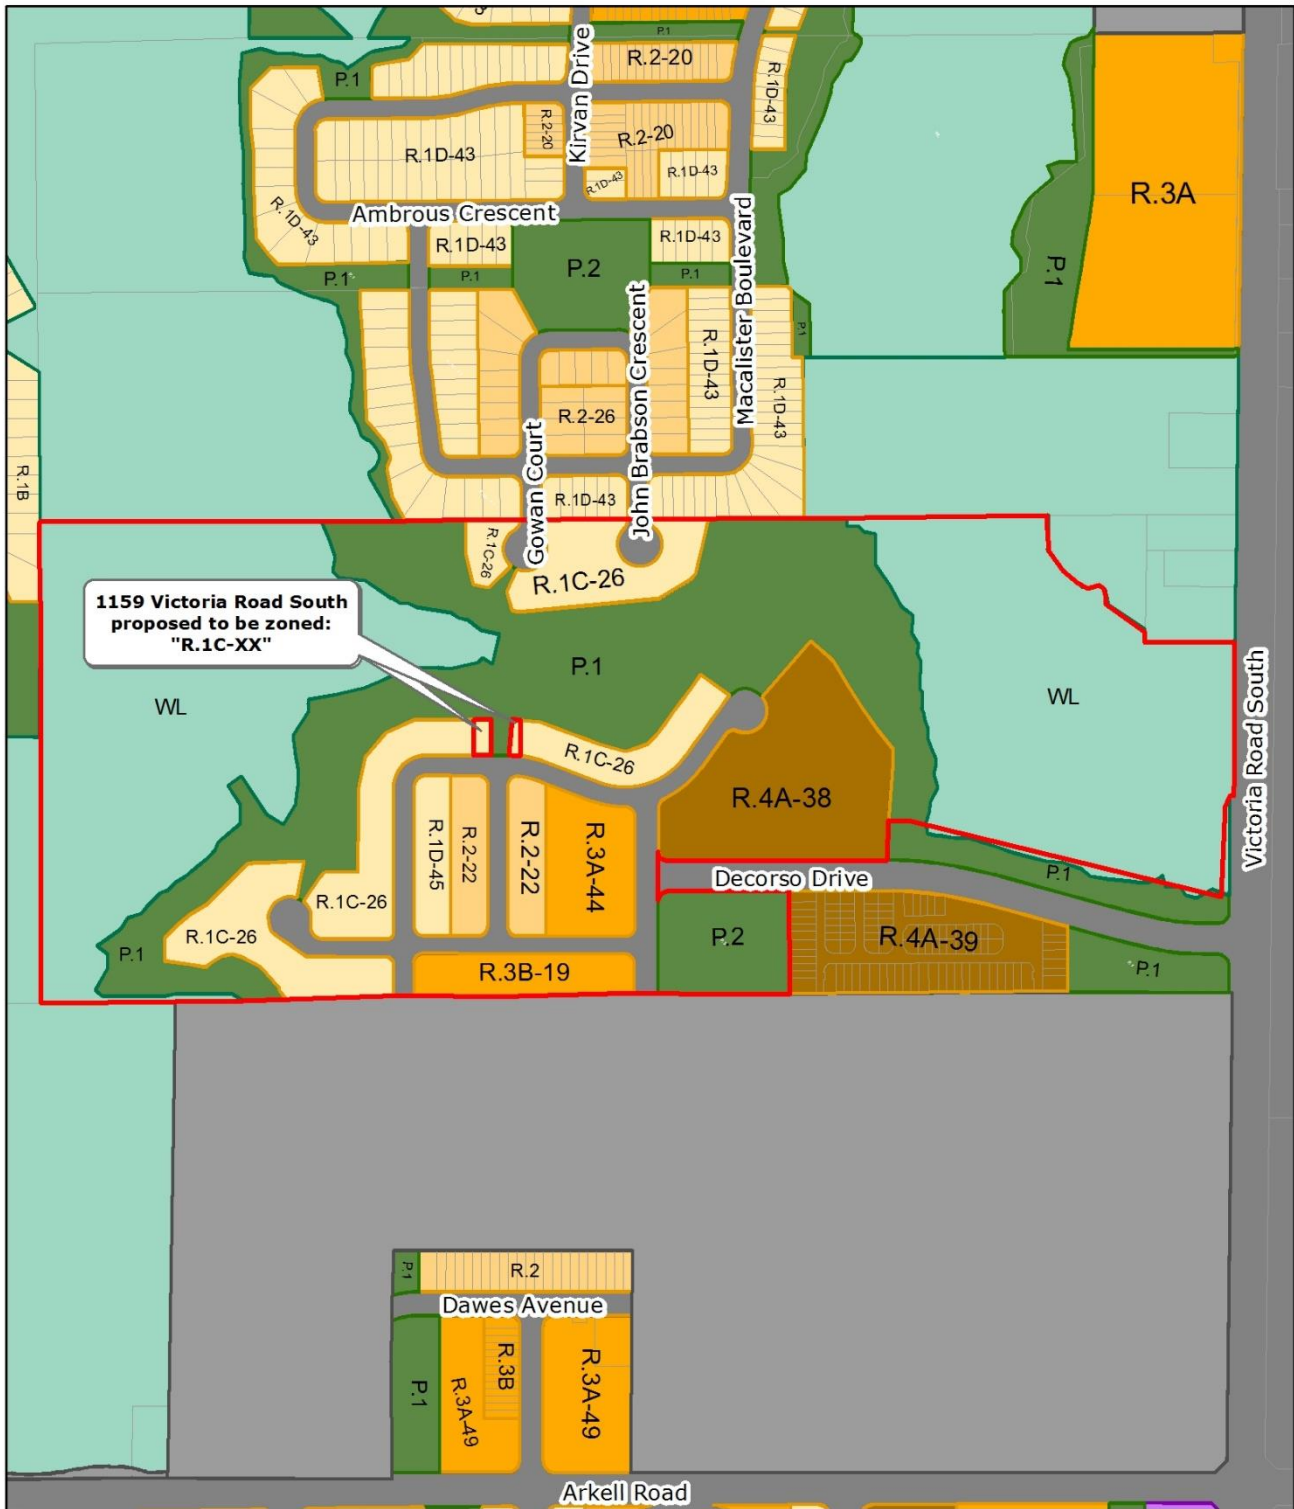 P.1
R.2-20
R.1D-43
P.1
R.2-20
R.2-20
R.1D-43
R.1D-43
R.1D-43
Kirvan Drive
R.3A
R.1D-43
Ambrous Crescent
R.1D-43
R.1D-43
P.1
P.1
P.2
P.1
P.1
P.1
John Brabson Crescent
R.1D-43
Macalister Boulevard
R.1D-43
R.2-26
R.1B
Gowan Court
R.1D-43
R.1C-26
R.1C-26
1159 Victoria Road South
proposed to be zoned:
"R.1C-XX"
P.1
WL
WL
Victoria Road South
R.1C-26
R.4A-38
R.1D-45
R.2-22
R.2-22
R.3A-44
Decorso Drive
P.1
R.1C-26
R.1C-26
P.1
P.2
R.4A-39
P.1
R.3B-19
P.1
R.2
Dawes Avenue
P.1
R.3A-49
R.3B
R.3A-49
Arkell Road